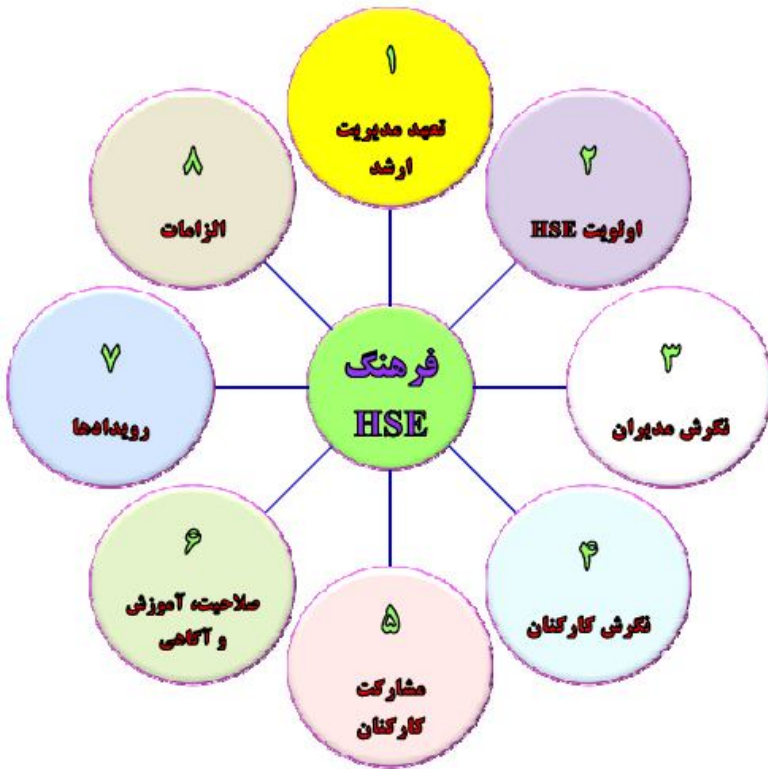 فرهنگ
HSE
۱
تعهد مدیریت
ارشد
۲
اولویت HSE
۳
نگرش مدیران
۴
نگرش کارکنان
۵
مشارکت
کارکنان
۶
صلاحیت، آموزش
و آگاهی
۷
رویدادها
۸
الزامات